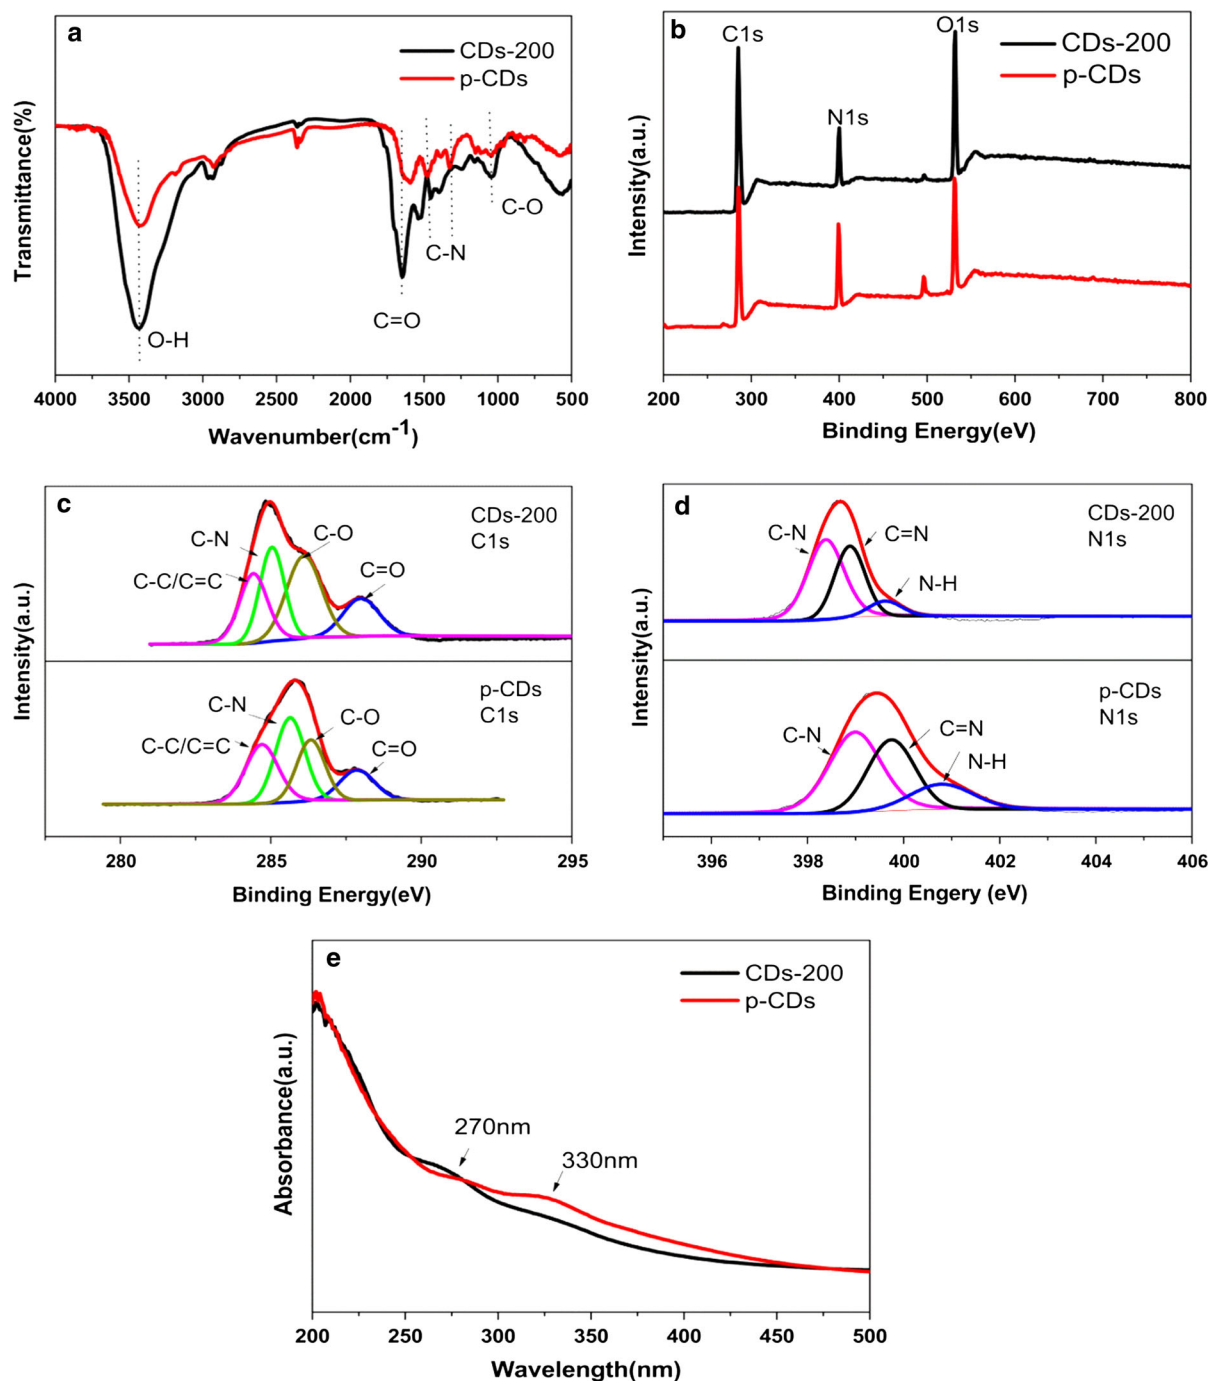 a
CDs-200
p-CDs
Transmittance(%)
O-H
C=O
C-N
C-O
4000 3500 3000 2500 2000 1500 1000 500
Wavenumber(cm-1)
b
C1s
N1s
O1s
CDs-200
p-CDs
Intensity(a.u.)
200 300 400 500 600 700 800
Binding Energy(eV)
c
CDs-200
C1s
C-N
C-O
C-C/C=C
C=O
p-CDs
C1s
C-N
C-O
C-C/C=C
C=O
Intensity(a.u.)
280 285 290 295
Binding Energy(eV)
d
CDs-200
N1s
C-N
C=N
N-H
p-CDs
N1s
C-N
C=N
N-H
Intensity(a.u.)
396 398 400 402 404 406
Binding Engery (eV)
e
CDs-200
p-CDs
270nm
330nm
Absorbance(a.u.)
200 250 300 350 400 450 500
Wavelength(nm)